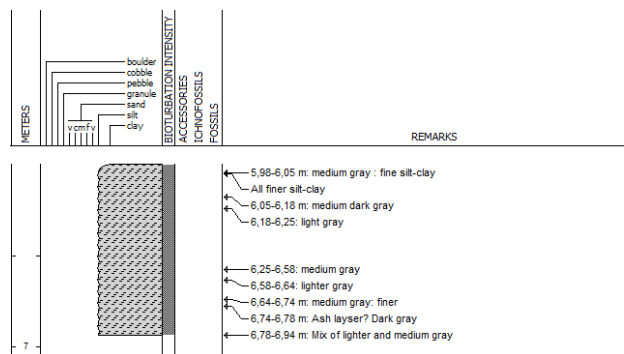 METERS
boulder
cobble
pebble
granule
sand
silt
clay
v c m f v
BIOTURBATION INTENSITY
ACCESSORIES
ICHNOFOSSILS
FOSSILS
REMARKS
5,98-6,05 m: medium gray : fine silt-clay
All finer silt-clay
6,05-6,18 m: medium dark gray
6,18-6,25: light gray
6,25-6,58: medium gray
6,58-6,64: lighter gray
6,64-6,74 m: medium gray: finer
6,74-6,78 m: Ash layser? Dark gray
6,78-6,94 m: Mix of lighter and medium gray
7